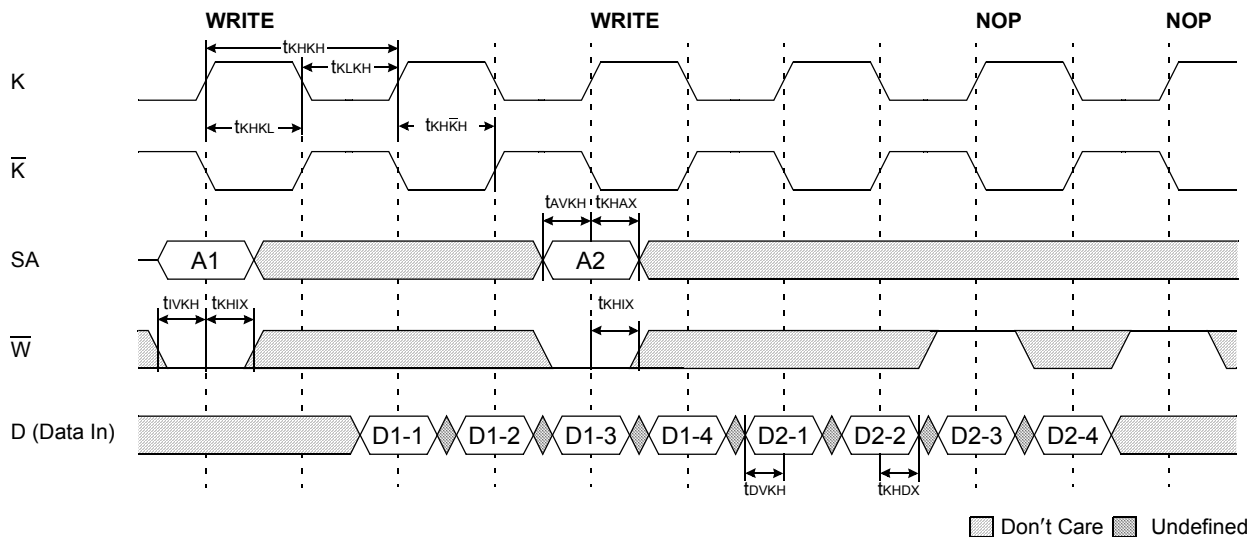 WRITE WRITE NOP NOP
tKHKH
tKLKH
K
tKHKL tKHK̅H
K̅
tAVKH tKHAX
SA A1 A2
tIVKH tKHIX tKHIX
W̅
D (Data In) D1-1 D1-2 D1-3 D1-4 D2-1 D2-2 D2-3 D2-4
tDVKH tKHDX
Don't Care Undefined